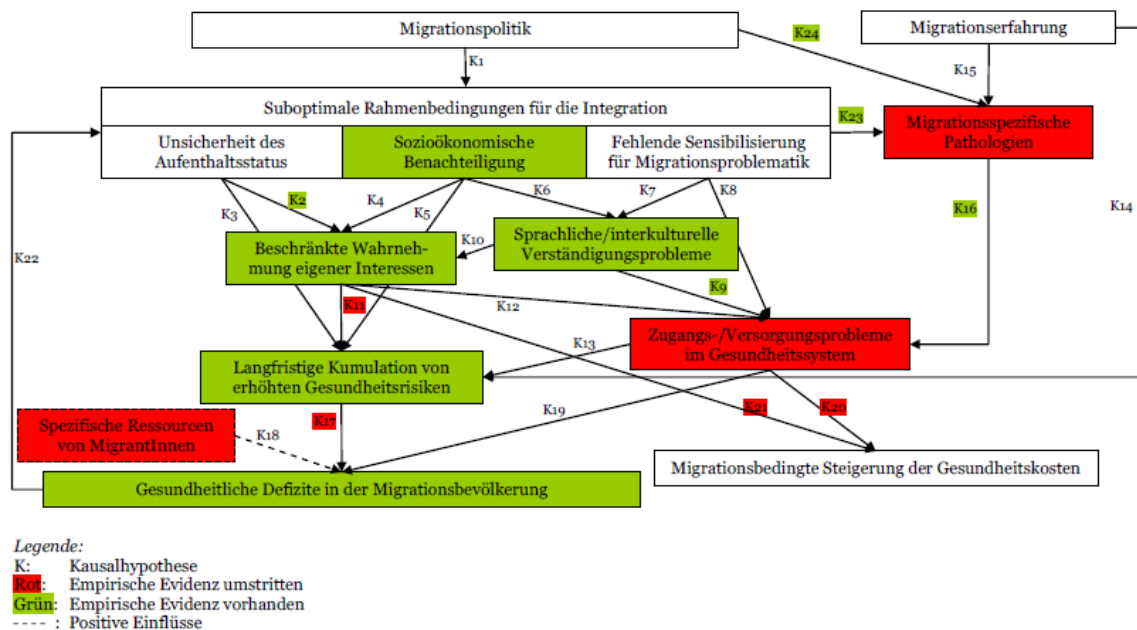 Migrationspolitik
K24
Migrationserfahrung
K1
K15
Suboptimale Rahmenbedingungen für die Integration
K23
Migrationsspezifische
Pathologien
Unsicherheit des
Aufenthaltsstatus
Sozioökonomische
Benachteiligung
Fehlende Sensibilisierung
für Migrationsproblematik
K3
K2
K4
K5
K6
K7
K8
K16
K14
K22
Beschränkte Wahrneh-
mung eigener Interessen
K10
Sprachliche/interkulturelle
Verständigungsprobleme
K9
K11
K12
Zugangs-/Versorgungsprobleme
im Gesundheitssystem
K13
Langfristige Kumulation von
erhöhten Gesundheitsrisiken
Spezifische Ressourcen
von MigrantInnen
K18
K17
K19
K21
K20
Migrationsbedingte Steigerung der Gesundheitskosten
Gesundheitliche Defizite in der Migrationsbevölkerung
Legende:
K: Kausalhypothese
Rot: Empirische Evidenz umstritten
Grün: Empirische Evidenz vorhanden
---- : Positive Einflüsse